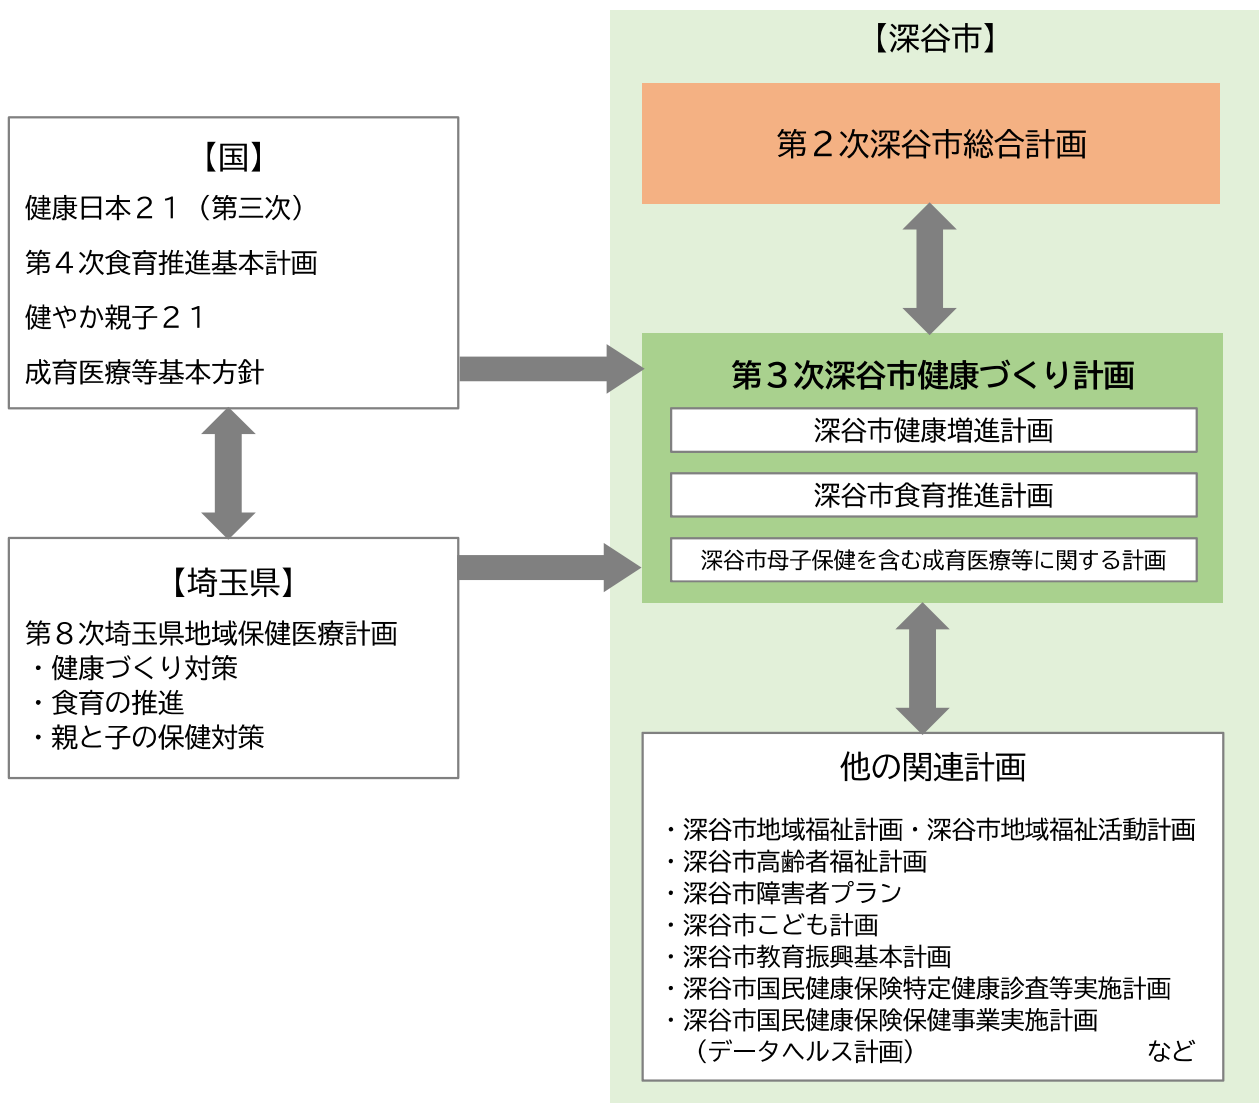 【国】
健康日本２１（第三次）
第４次食育推進基本計画
健やか親子２１
成育医療等基本方針
【埼玉県】
第８次埼玉県地域保健医療計画
・健康づくり対策
・食育の推進
・親と子の保健対策
【深谷市】
第２次深谷市総合計画
第３次深谷市健康づくり計画
深谷市健康増進計画
深谷市食育推進計画
深谷市母子保健を含む成育医療等に関する計画
他の関連計画
・深谷市地域福祉計画・深谷市地域福祉活動計画
・深谷市高齢者福祉計画
・深谷市障害者プラン
・深谷市こども計画
・深谷市教育振興基本計画
・深谷市国民健康保険特定健康診査等実施計画
・深谷市国民健康保険保健事業実施計画
（データヘルス計画）　　　　　　　　　など